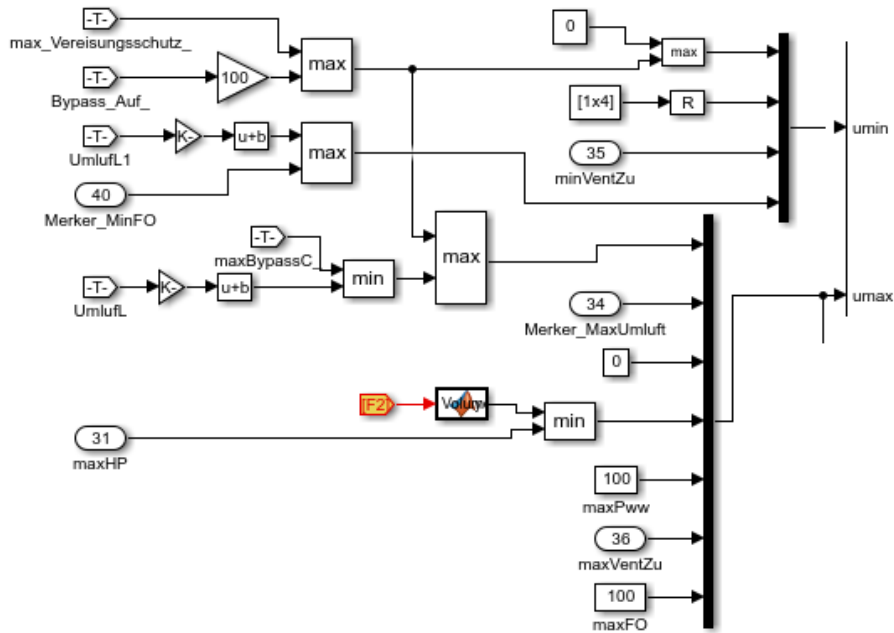 -T-
max_Vereisungsschutz_
-T-
100
Bypass_Auf_
max
0
max
[1x4]
R
-T-
UmlufL1
K-
u+b
max
35
minVentZu
umin
40
Merker_MinFO
-T-
maxBypassC_
max
-T-
UmlufL
K-
u+b
min
34
Merker_MaxUmluft
umax
0
[F2]
31
maxHP
min
100
maxPww
36
maxVentZu
100
maxFO